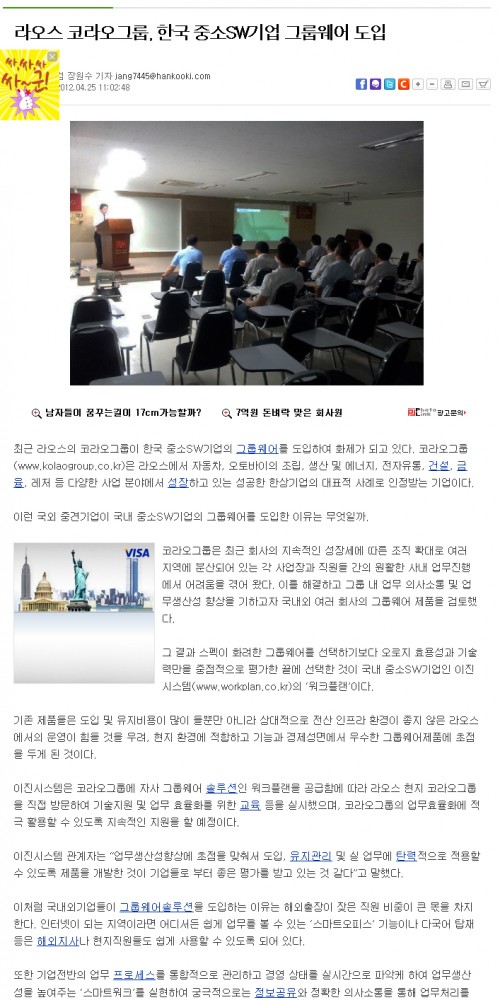 라오스 코라오그룹, 한국 중소SW기업 그룹웨어 도입
싸싸싸
싸~군!
컴 장원수 기자 jang7445@hankooki.com
2012.04.25 11:02:48
남자들이 꿈꾸는길이 17cm가능할까?
7억원 돈벼락 맞은 회사원
광고문의
최근 라오스의 코라오그룹이 한국 중소SW기업의 그룹웨어를 도입하여 화제가 되고 있다. 코라오그룹
(www.kolaogroup.co.kr)은 라오스에서 자동차, 오토바이의 조립, 생산 및 에너지, 전자유통, 건설, 금
융, 레저 등 다양한 사업 분야에서 성장하고 있는 성공한 한상기업의 대표적 사례로 인정받는 기업이다.
이런 국외 중견기업이 국내 중소SW기업의 그룹웨어를 도입한 이유는 무엇일까.
VISA
코라오그룹은 최근 회사의 지속적인 성장세에 따른 조직 확대로 여러
지역에 분산되어 있는 각 사업장과 직원들 간의 원활한 사내 업무진행
에서 어려움을 겪어 왔다. 이를 해결하고 그룹 내 업무 의사소통 및 업
무생산성 향상을 기하고자 국내외 여러 회사의 그룹웨어 제품을 검토했
다.
그 결과 스펙이 화려한 그룹웨어를 선택하기보다 오로지 효용성과 기술
력만을 중점적으로 평가한 끝에 선택한 것이 국내 중소SW기업인 이진
시스템(www.workplan.co.kr)의 ‘워크플랜’이다.
기존 제품들은 도입 및 유지비용이 많이 들뿐만 아니라 상대적으로 전산 인프라 환경이 좋지 않은 라오스
에서의 운영이 힘들 것을 우려, 현지 환경에 적합하고 기능과 경제성면에서 우수한 그룹웨어제품에 초점
을 두게 된 것이다.
이진시스템은 코라오그룹에 자사 그룹웨어 솔루션인 워크플랜을 공급함에 따라 라오스 현지 코라오그룹
을 직접 방문하여 기술지원 및 업무 효율화를 위한 교육 등을 실시했으며, 코라오그룹의 업무효율화에 적
극 활용할 수 있도록 지속적인 지원을 할 예정이다.
이진시스템 관계자는 “업무생산성향상에 초점을 맞춰서 도입, 유지관리 및 실 업무에 탄력적으로 적용할
수 있도록 제품을 개발한 것이 기업들로 부터 좋은 평가를 받고 있는 것 같다”고 말했다.
이처럼 국내외기업들이 그룹웨어솔루션을 도입하는 이유는 해외출장이 잦은 직원 비중이 큰 몫을 차지
한다. 인터넷이 되는 지역이라면 어디서든 쉽게 업무를 볼 수 있는 ‘스마트오피스’ 기능이나 다국어 탑재
등은 해외지사나 현지직원들도 쉽게 사용할 수 있도록 되어 있다.
또한 기업전반의 업무 프로세스를 통합적으로 관리하고 경영 상태를 실시간으로 파악케 하여 업무생산
성을 높여주는 ‘스마트워크’를 실현하여 궁극적으로는 정보공유와 정확한 의사소통을 통해 업무처리를